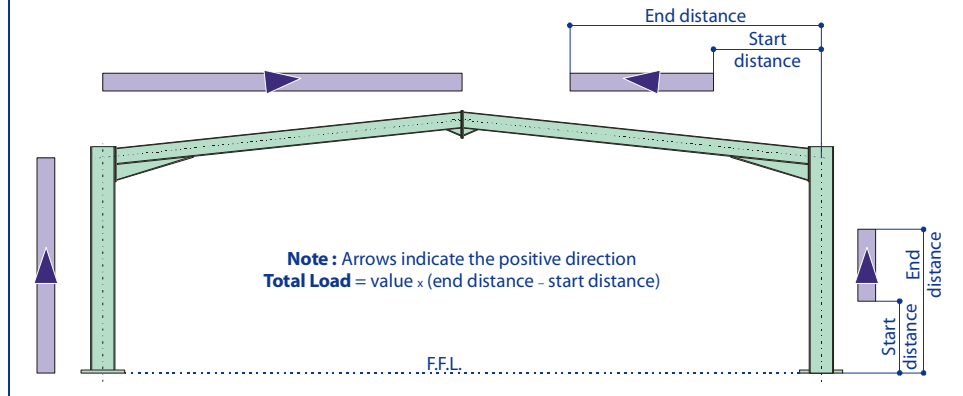 End distance
Start
distance
Note : Arrows indicate the positive direction
Total Load = value x (end distance – start distance)
End
distance
Start
distance
F.F.L.